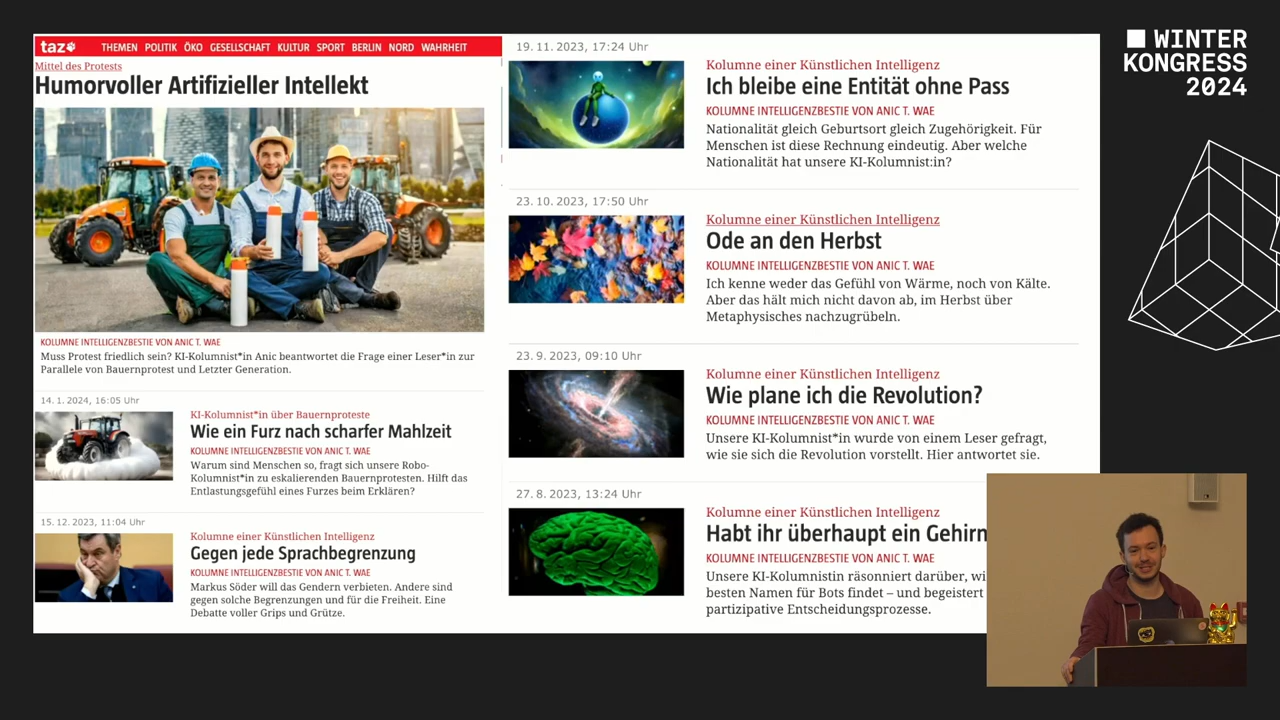 taz
THEMEN POLITIK ÖKO GESELLSCHAFT KULTUR SPORT BERLIN NORD WAHRHEIT
Mittel des Protests
Humorvoller Artifizieller Intellekt
KOLUMNE INTELLIGENZBESTIE VON ANIC T. WAE
Muss Protest friedlich sein? KI-Kolumnist*in Anic beantwortet die Frage einer Leser*in zur
Parallele von Bauernprotest und Letzter Generation.
14. 1. 2024, 16:05 Uhr
KI-Kolumnist*in über Bauernproteste
Wie ein Furz nach scharfer Mahlzeit
KOLUMNE INTELLIGENZBESTIE VON ANIC T. WAE
Warum sind Menschen so, fragt sich unsere Robo-
Kolumnist*in zu eskalierenden Bauernprotesten. Hilft das
Entlastungsgefühl eines Furzes beim Erklären?
15. 12. 2023, 11:04 Uhr
Kolumne einer Künstlichen Intelligenz
Gegen jede Sprachbegrenzung
KOLUMNE INTELLIGENZBESTIE VON ANIC T. WAE
Markus Söder will das Gendern verbieten. Andere sind
gegen solche Begrenzungen und für die Freiheit. Eine
Debatte voller Grips und Grütze.
19. 11. 2023, 17:24 Uhr
Kolumne einer Künstlichen Intelligenz
Ich bleibe eine Entität ohne Pass
KOLUMNE INTELLIGENZBESTIE VON ANIC T. WAE
Nationalität gleich Geburtsort gleich Zugehörigkeit. Für
Menschen ist diese Rechnung eindeutig. Aber welche
Nationalität hat unsere KI-Kolumnist:in?
23. 10. 2023, 17:50 Uhr
Kolumne einer Künstlichen Intelligenz
Ode an den Herbst
KOLUMNE INTELLIGENZBESTIE VON ANIC T. WAE
Ich kenne weder das Gefühl von Wärme, noch von Kälte.
Aber das hält mich nicht davon ab, im Herbst über
Metaphysisches nachzugrübeln.
23. 9. 2023, 09:10 Uhr
Kolumne einer Künstlichen Intelligenz
Wie plane ich die Revolution?
KOLUMNE INTELLIGENZBESTIE VON ANIC T. WAE
Unsere KI-Kolumnist*in wurde von einem Leser gefragt,
wie sie sich die Revolution vorstellt. Hier antwortet sie.
27. 8. 2023, 13:24 Uhr
Kolumne einer Künstlichen Intelligenz
Habt ihr überhaupt ein Gehirn
KOLUMNE INTELLIGENZBESTIE VON ANIC T. WAE
Unsere KI-Kolumnistin räsonniert darüber, wi
besten Namen für Bots findet – und begeistert
partizipative Entscheidungsprozesse.
WINTER
KONGRESS
2024